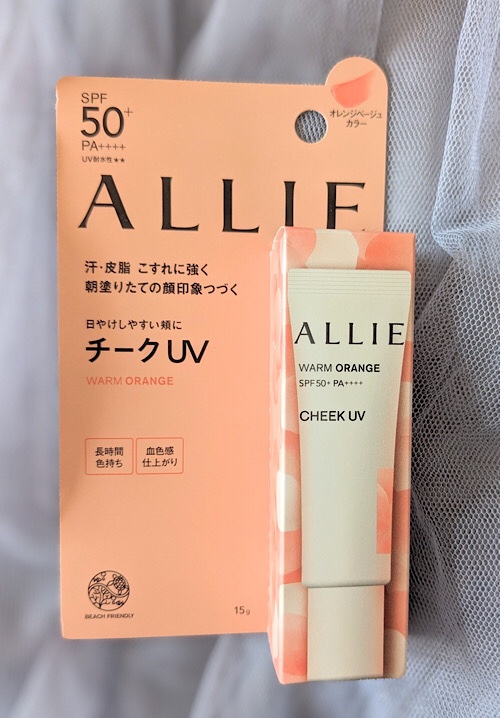 SPF
50+
PA++++
UV耐水性★★
オレンジベージュ
カラー
ALLIE
汗・皮脂 こすれに強く
朝塗りたての顔印象つづく
日やけしやすい頬に
チークUV
WARM ORANGE
長時間
色持ち
血色感
仕上がり
BEACH FRIENDLY
15g
ALLIE
WARM ORANGE
SPF50+ PA++++
CHEEK UV